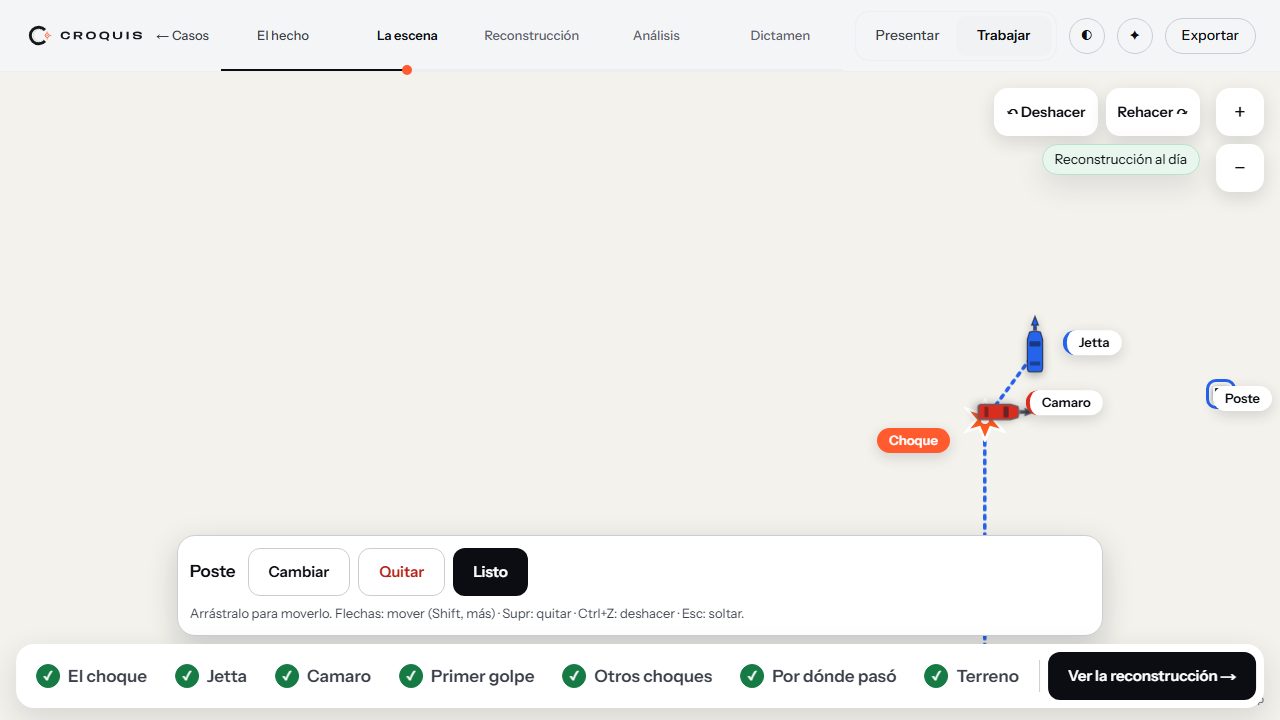 CROQUIS
← Casos
El hecho
La escena
Reconstrucción
Análisis
Dictamen
Presentar
Trabajar
Exportar
Deshacer
Rehacer
+
Reconstrucción al día
−
Jetta
Camaro
Poste
Choque
Poste
Cambiar
Quitar
Listo
Arrástralo para moverlo. Flechas: mover (Shift, más) · Supr: quitar · Ctrl+Z: deshacer · Esc: soltar.
El choque
Jetta
Camaro
Primer golpe
Otros choques
Por dónde pasó
Terreno
Ver la reconstrucción →